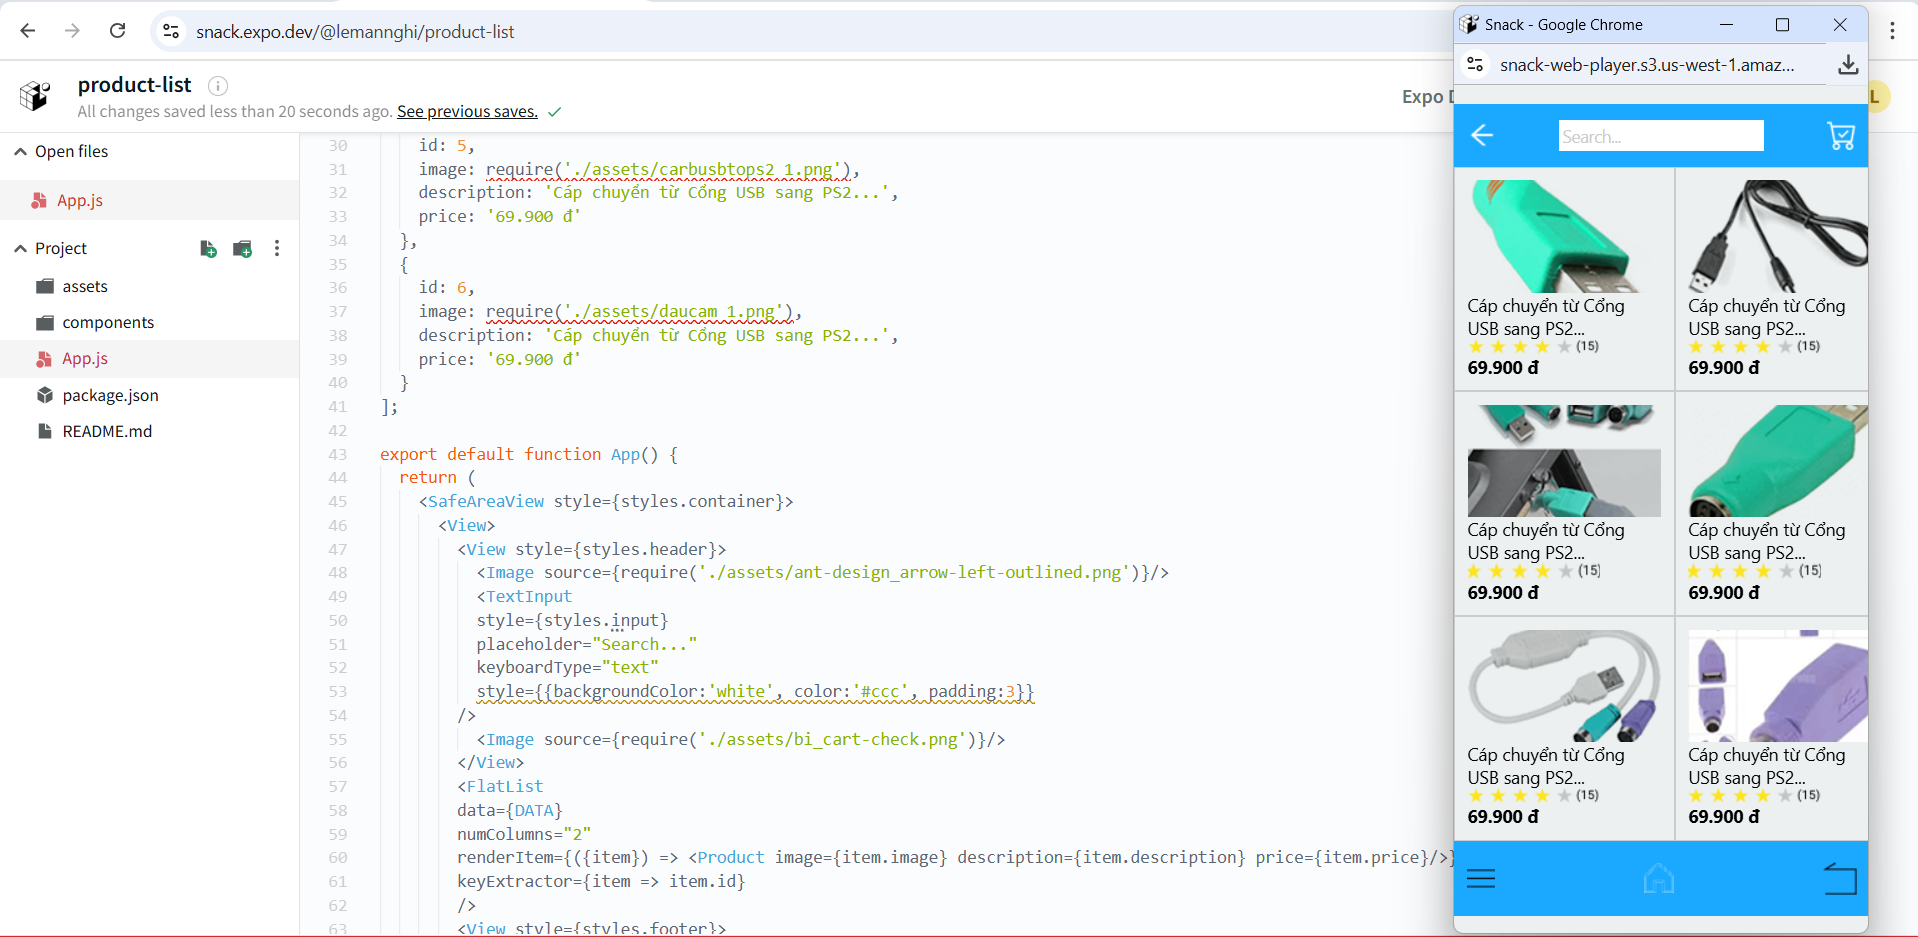 snack.expo.dev/@lemannghi/product-list
product-list
All changes saved less than 20 seconds ago. See previous saves.
Expo D
L
Open files
App.js
Project
assets
components
App.js
package.json
README.md
30 id: 5,
31 image: require('./assets/carbusbtops2 1.png'),
32 description: 'Cáp chuyển từ Cổng USB sang PS2...',
33 price: '69.900 đ'
34 },
35 {
36 id: 6,
37 image: require('./assets/daucam 1.png'),
38 description: 'Cáp chuyển từ Cổng USB sang PS2...',
39 price: '69.900 đ'
40 }
41 ];
42
43 export default function App() {
44 return (
45 <SafeAreaView style={styles.container}>
46 <View>
47 <View style={styles.header}>
48 <Image source={require('./assets/ant-design_arrow-left-outlined.png')}/>
49 <TextInput
50 style={styles.input}
51 placeholder="Search..."
52 keyboardType="text"
53 style={{backgroundColor:'white', color:'#ccc', padding:3}}
54 />
55 <Image source={require('./assets/bi_cart-check.png')}/>
56 </View>
57 <FlatList
58 data={DATA}
59 numColumns="2"
60 renderItem={({item}) => <Product image={item.image} description={item.description} price={item.price}/>}
61 keyExtractor={item => item.id}
62 />
63 <View style={styles.footer}>
Snack - Google Chrome
snack-web-player.s3.us-west-1.amaz...
Search...
Cáp chuyển từ Cổng
USB sang PS2...
(15)
69.900 đ
Cáp chuyển từ Cổng
USB sang PS2...
(15)
69.900 đ
Cáp chuyển từ Cổng
USB sang PS2...
(15)
69.900 đ
Cáp chuyển từ Cổng
USB sang PS2...
(15)
69.900 đ
Cáp chuyển từ Cổng
USB sang PS2...
(15)
69.900 đ
Cáp chuyển từ Cổng
USB sang PS2...
(15)
69.900 đ